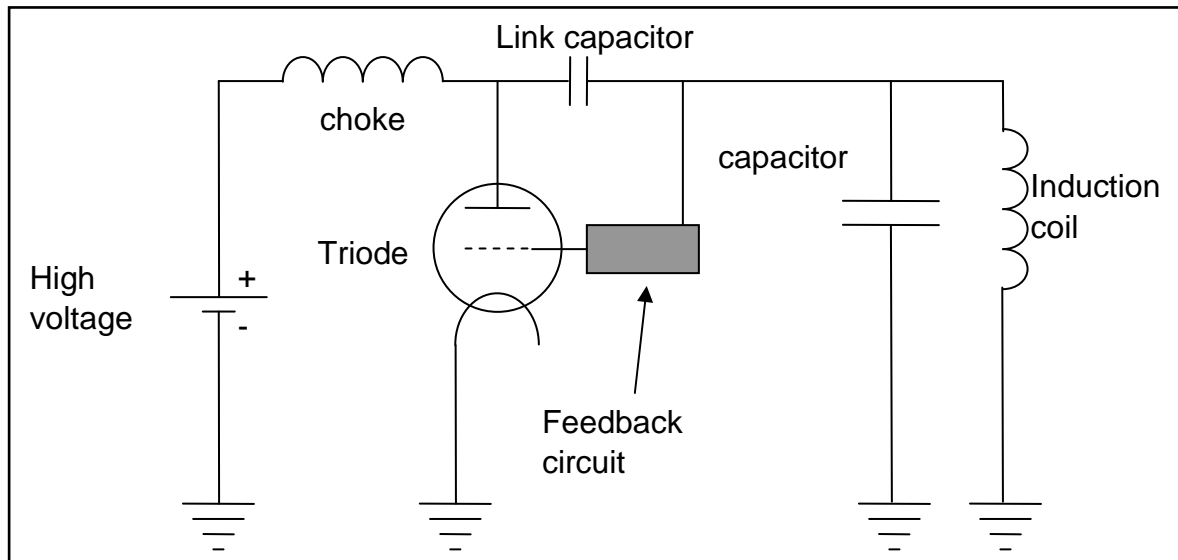 Link capacitor
choke
capacitor
Induction
coil
Triode
High
voltage
+
-
Feedback
circuit